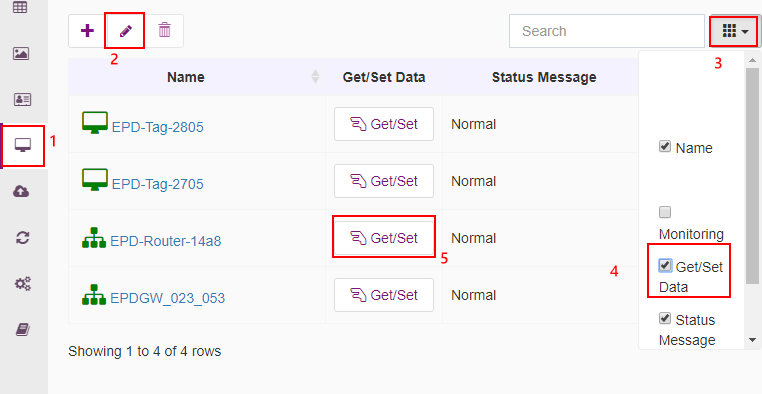 2
Search
3
Name Get/Set Data Status Message
1
EPD-Tag-2805 Get/Set Normal
Name
EPD-Tag-2705 Get/Set Normal
Monitoring
EPD-Router-14a8 Get/Set Normal
5
4
Get/Set
Data
EPDGW_023_053 Get/Set Normal
Status
Message
Showing 1 to 4 of 4 rows